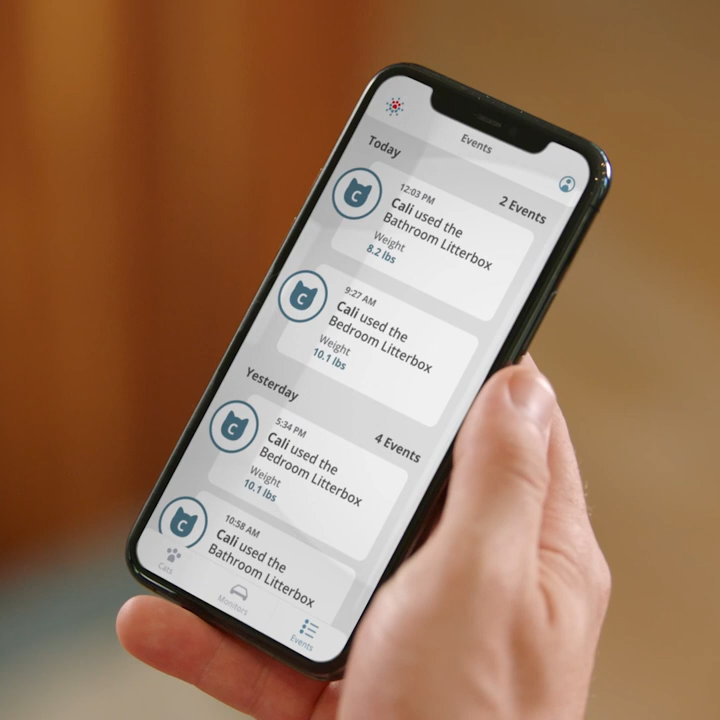 Events
Today
2 Events
C
12:03 PM
Cali used the
Bathroom Litterbox
Weight
8.2 lbs
C
9:27 AM
Cali used the
Bedroom Litterbox
Weight
10.1 lbs
Yesterday
4 Events
C
5:34 PM
Cali used the
Bedroom Litterbox
Weight
10.1 lbs
C
10:58 AM
Cali used the
Bathroom Litterbox
Cats
Monitors
Events